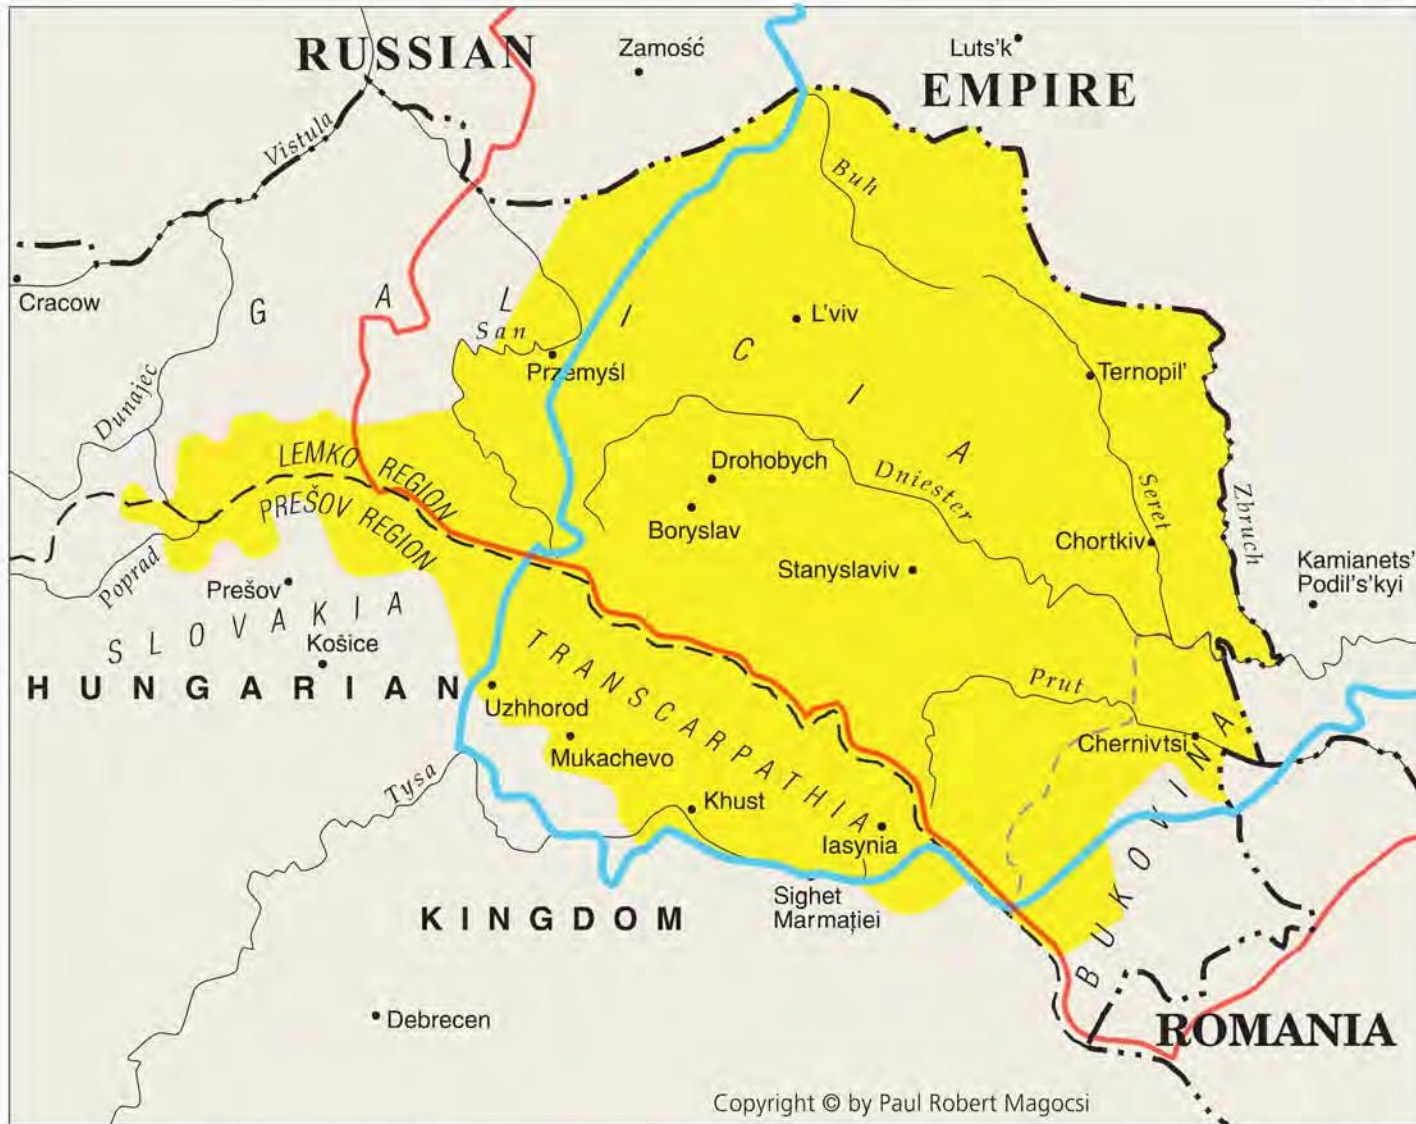 RUSSIAN
Zamość
Luts'k
EMPIRE
Vistula
Buh
Cracow
GALICIA
San
L'viv
Przemyśl
Ternopil'
Dunajec
LEMKO REGION
PREŠOV REGION
Drohobych
Dniester
Seret
Zbruch
Boryslav
Chortkiv
Stanyslaviv
Kamianets'
Podil's'kyi
Poprad
Prešov
SLOVAKIA
Košice
HUNGARIAN
TRANSCARPATHIA
Prut
Uzhhorod
Mukachevo
Chernivtsi
Tysa
Khust
Iasynia
BUKOVINA
Sighet
Marmaţiei
KINGDOM
Debrecen
ROMANIA
Copyright © by Paul Robert Magocsi